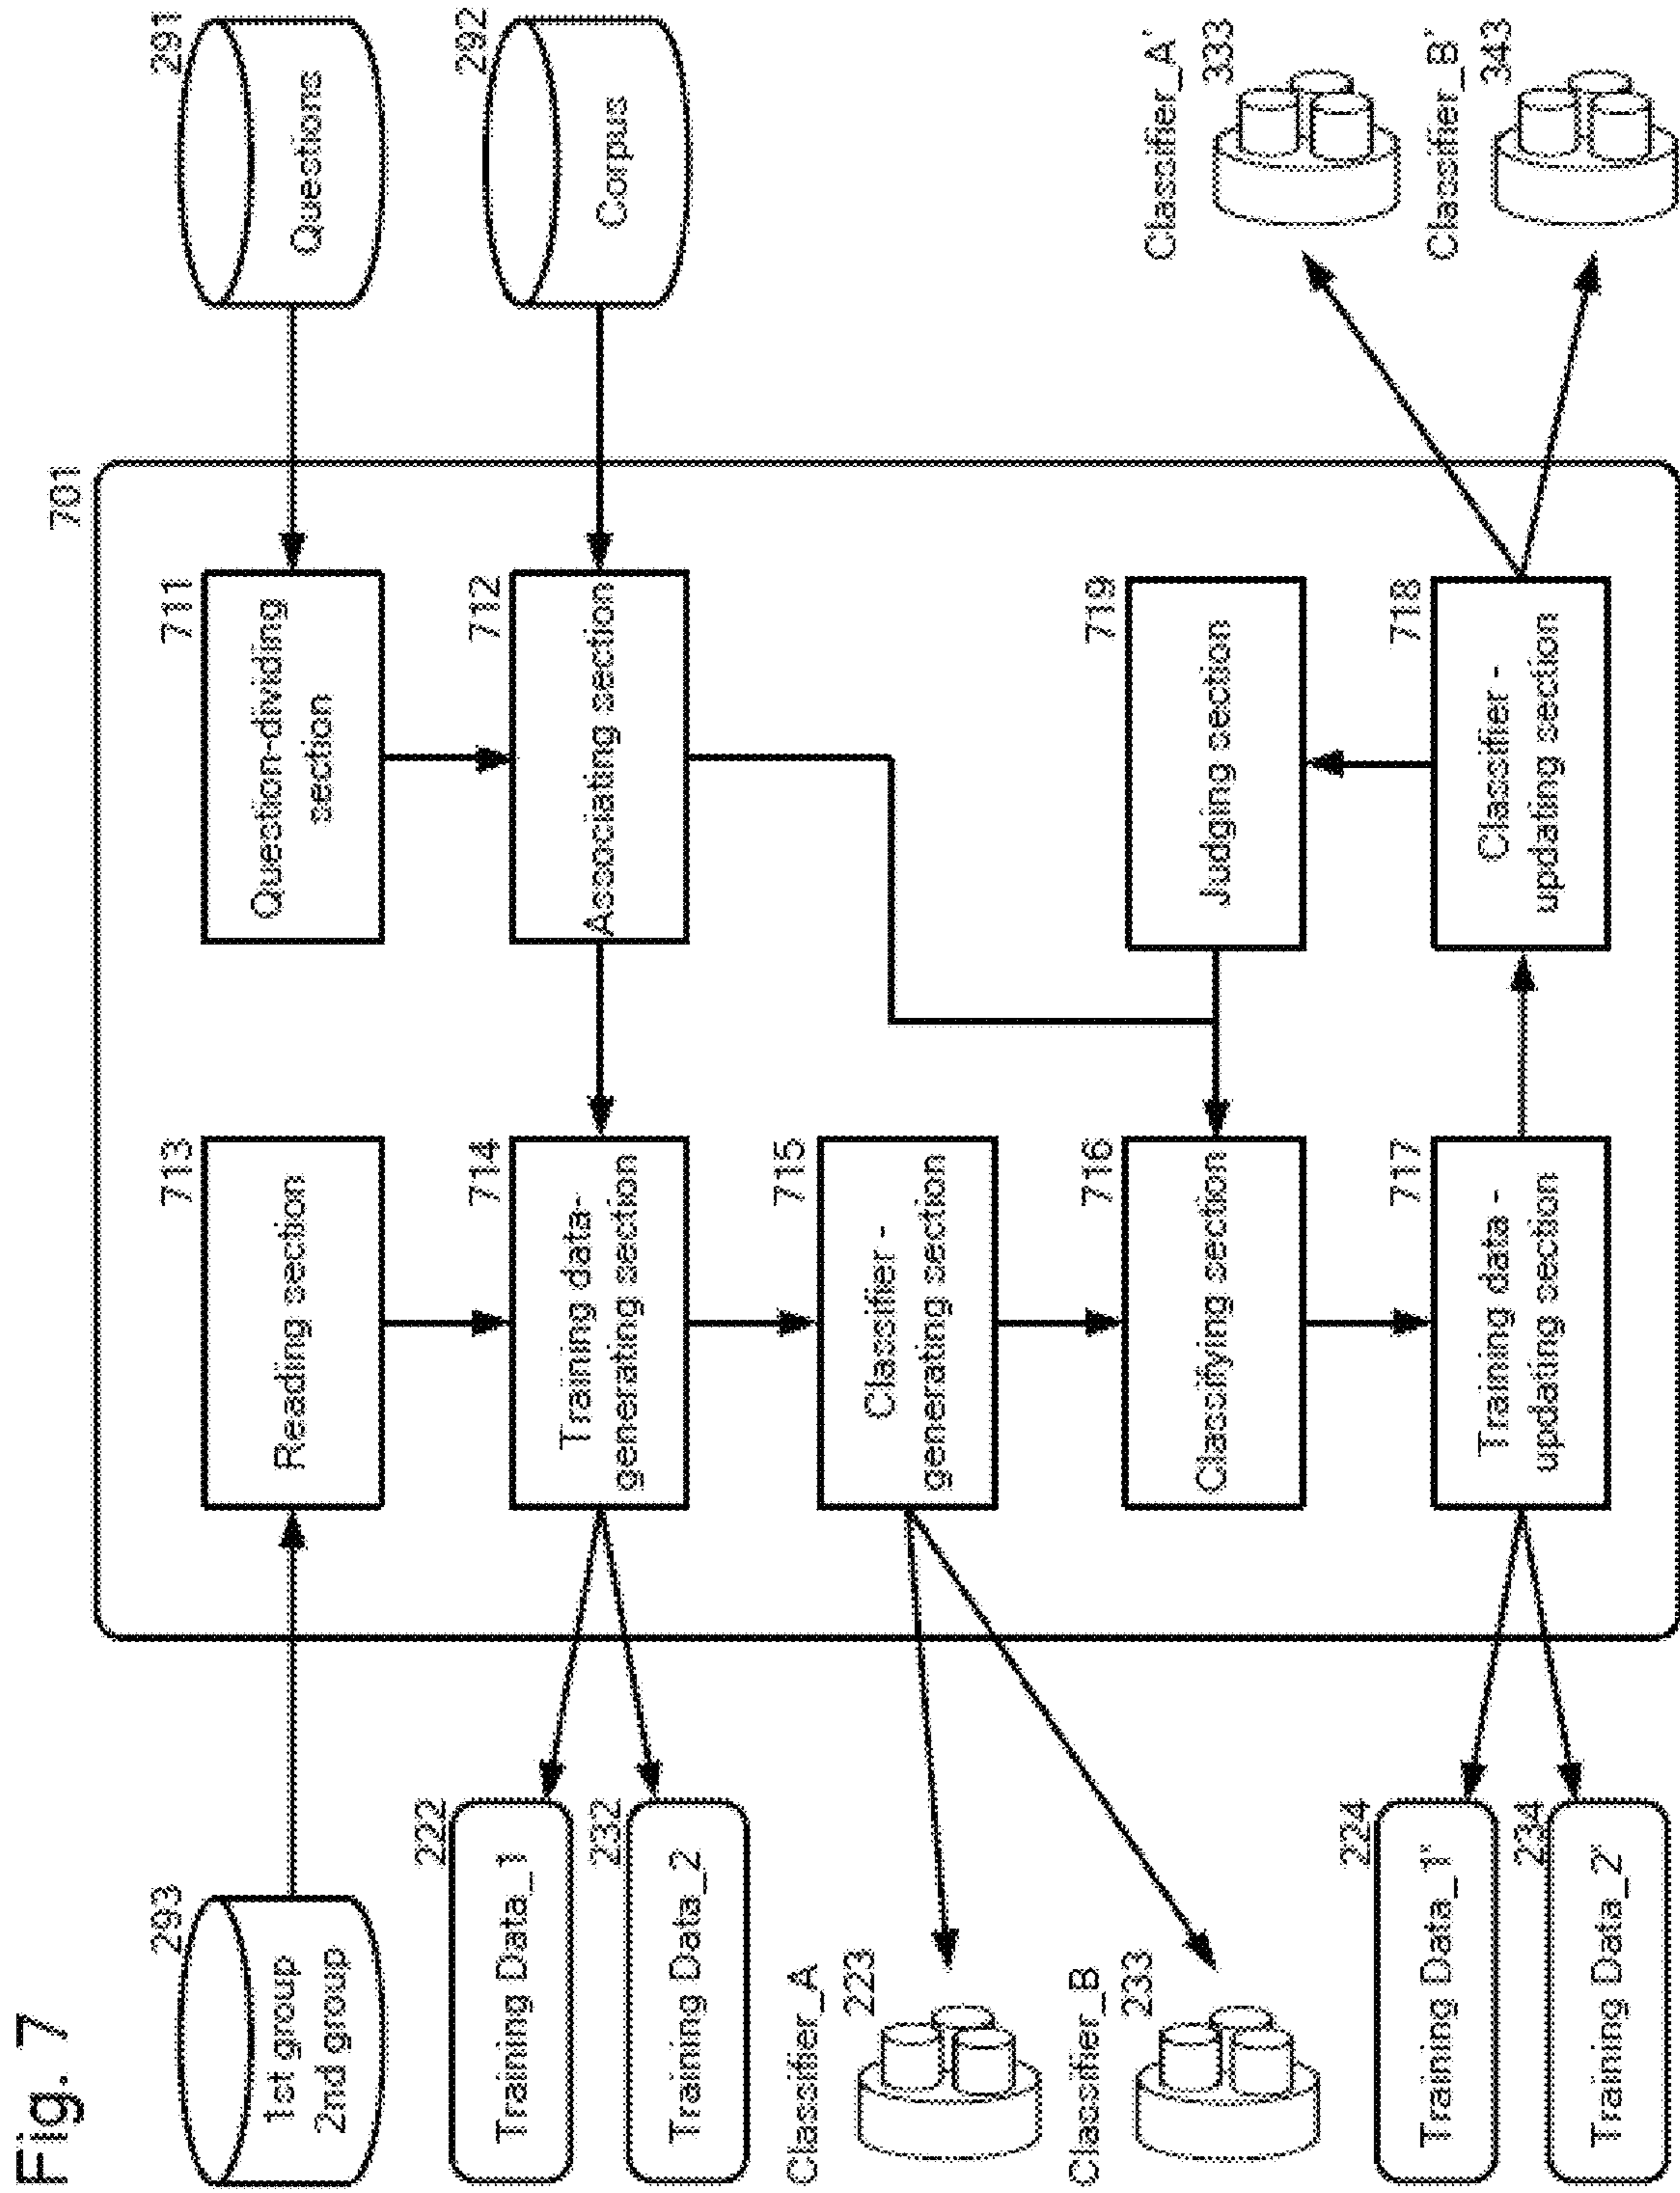 Fig. 7
293
1st group
2nd group
713
Reading section
711
Question-dividing
section
291
Questions
222
Training Data_1
232
Training Data_2
714
Training data-
generating section
712
Associating section
292
Corpus
701
Classifier_A
223
Classifier_B
233
715
Classifier -
generating section
716
Classifying section
719
Judging section
Classifier_A'
333
224
Training Data_1"
234
Training Data_2"
717
Training data -
updating section
718
Classifier -
updating section
Classifier_B'
343